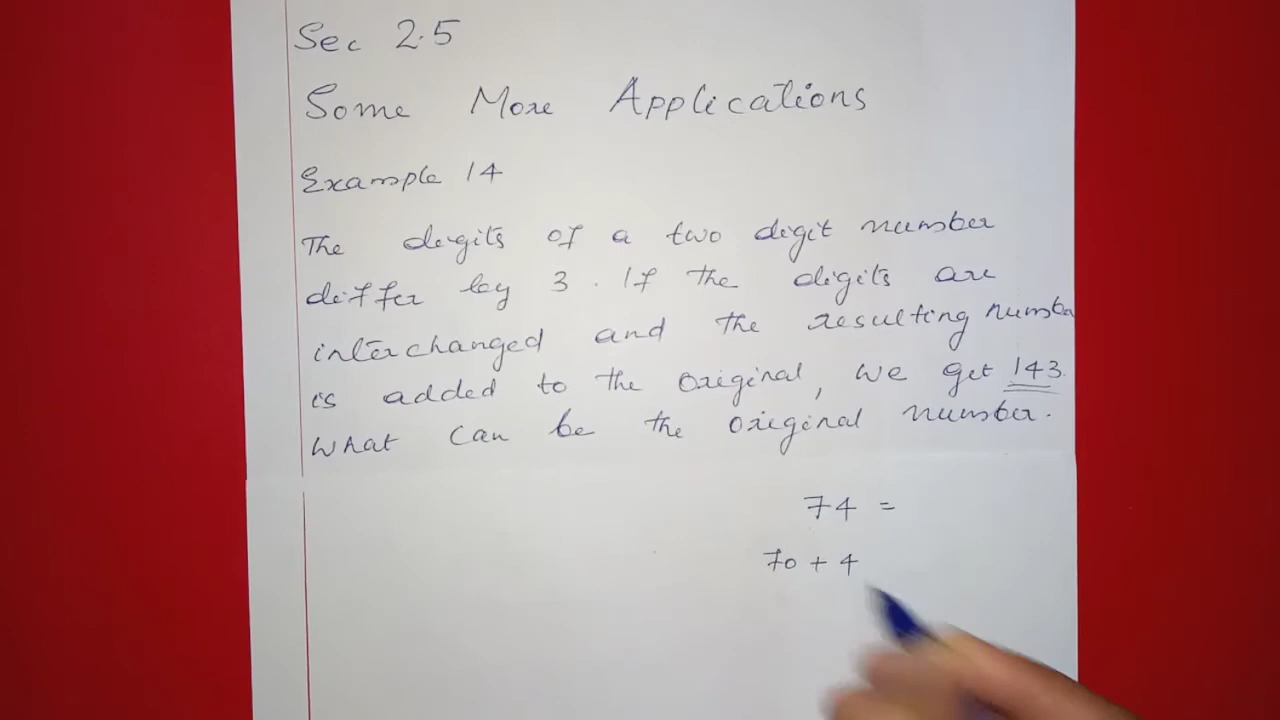 Sec 2.5
Some More Applications
Example 14
The digits of a two digit number
differ by 3. If the digits are
interchanged and the resulting number
is added to the original, we get 143.
What can be the original number.
74 =
70 + 4